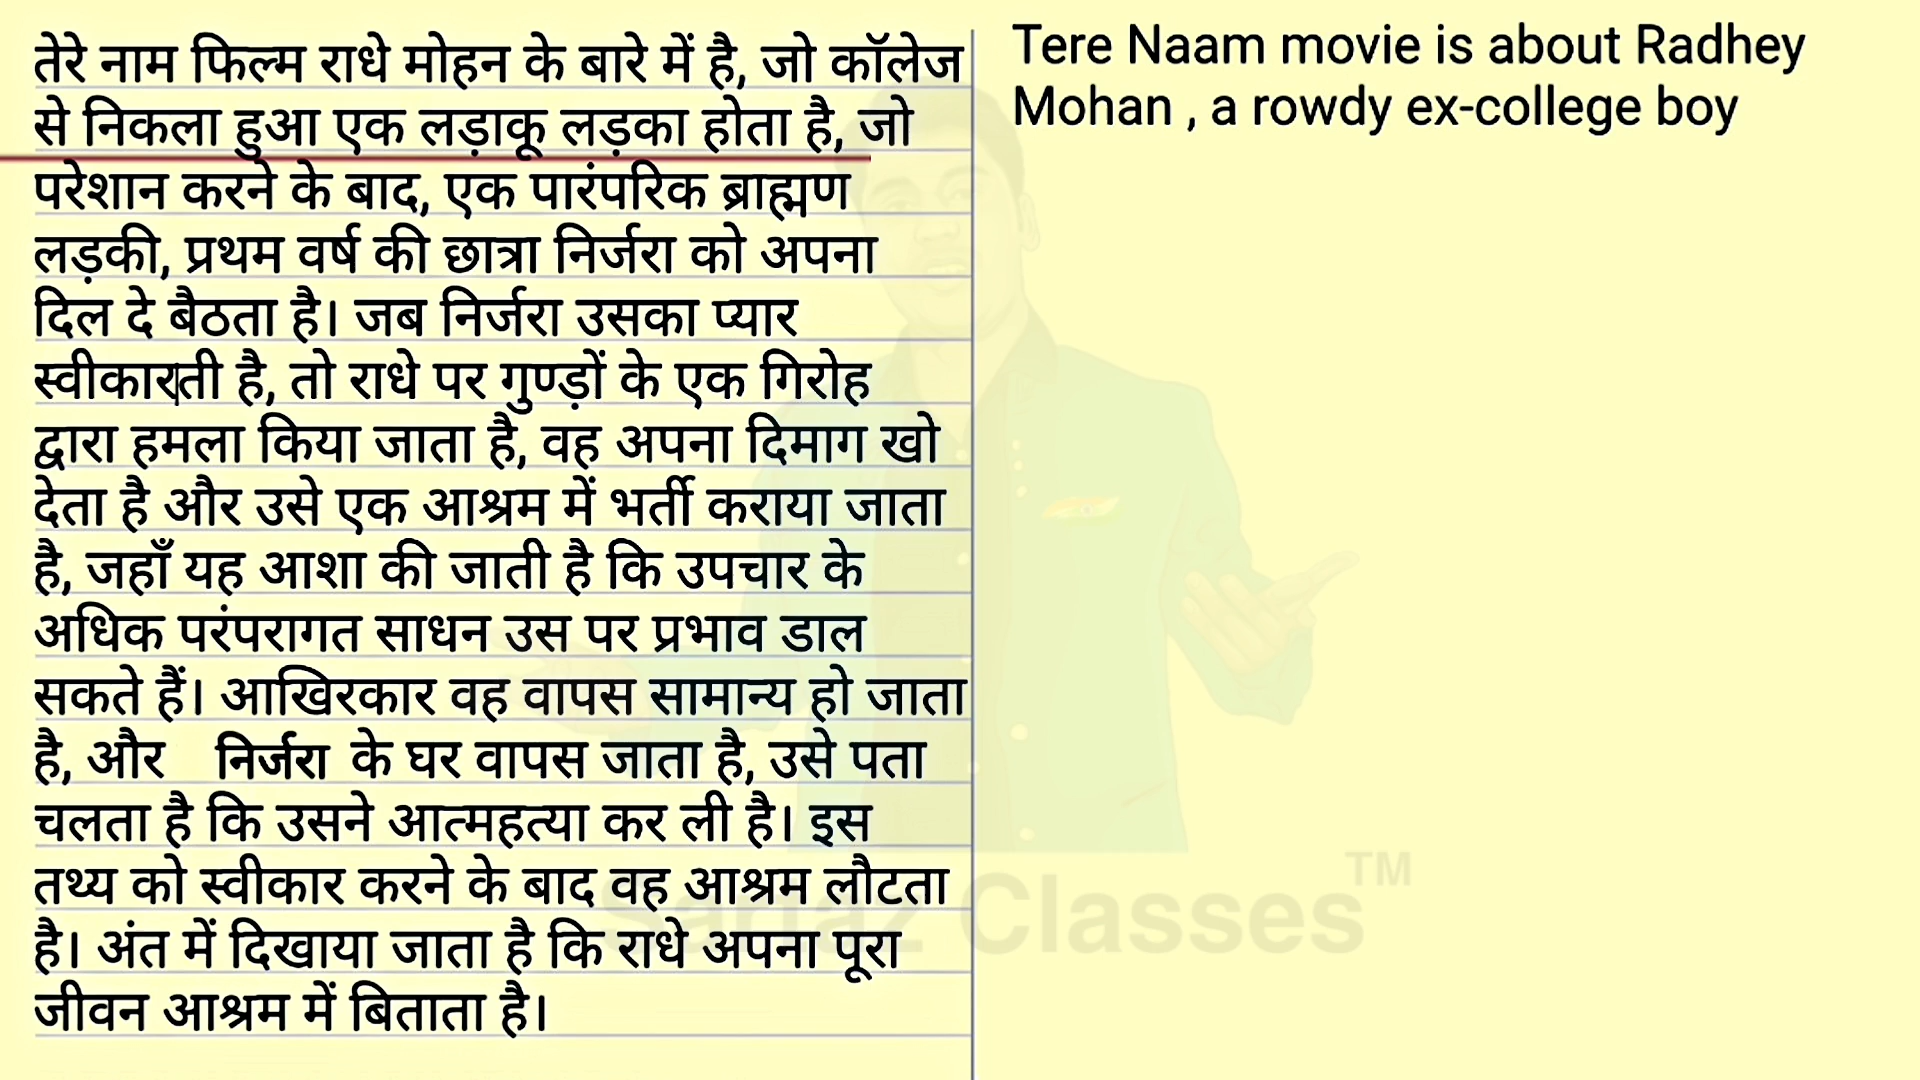 तेरे नाम फिल्म राधे मोहन के बारे में है, जो कॉलेज
से निकला हुआ एक लड़ाकू लड़का होता है, जो
परेशान करने के बाद, एक पारंपरिक ब्राह्मण
लड़की, प्रथम वर्ष की छात्रा निर्जरा को अपना
दिल दे बैठता है। जब निर्जरा उसका प्यार
स्वीकारती है, तो राधे पर गुण्ड़ों के एक गिरोह
द्वारा हमला किया जाता है, वह अपना दिमाग खो
देता है और उसे एक आश्रम में भर्ती कराया जाता
है, जहाँ यह आशा की जाती है कि उपचार के
अधिक परंपरागत साधन उस पर प्रभाव डाल
सकते हैं। आखिरकार वह वापस सामान्य हो जाता
है, और निर्जरा के घर वापस जाता है, उसे पता
चलता है कि उसने आत्महत्या कर ली है। इस
तथ्य को स्वीकार करने के बाद वह आश्रम लौटता
है। अंत में दिखाया जाता है कि राधे अपना पूरा
जीवन आश्रम में बिताता है।
Tere Naam movie is about Radhey
Mohan , a rowdy ex-college boy
Classes TM